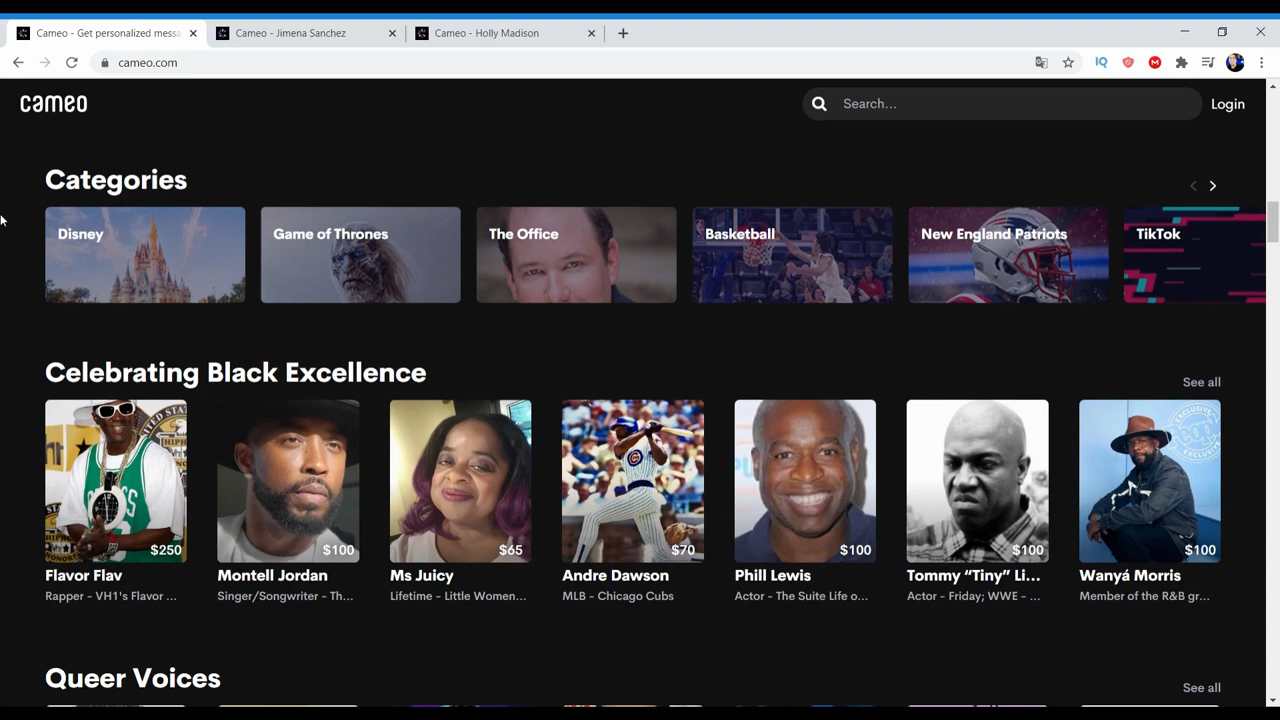 Cameo - Get personalized messa
Cameo - Jimena Sanchez
Cameo - Holly Madison
cameo.com
IQ
M
cameo
Search...
Login
Categories
Disney
Game of Thrones
The Office
Basketball
New England Patriots
TikTok
Celebrating Black Excellence
See all
$250
$100
$65
$70
$100
$100
$100
Flavor Flav
Montell Jordan
Ms Juicy
Andre Dawson
Phill Lewis
Tommy “Tiny” Li...
Wanyá Morris
Rapper - VH1's Flavor ...
Singer/Songwriter - Th...
Lifetime - Little Women...
MLB - Chicago Cubs
Actor - The Suite Life o...
Actor - Friday; WWE - ...
Member of the R&B gr...
Queer Voices
See all